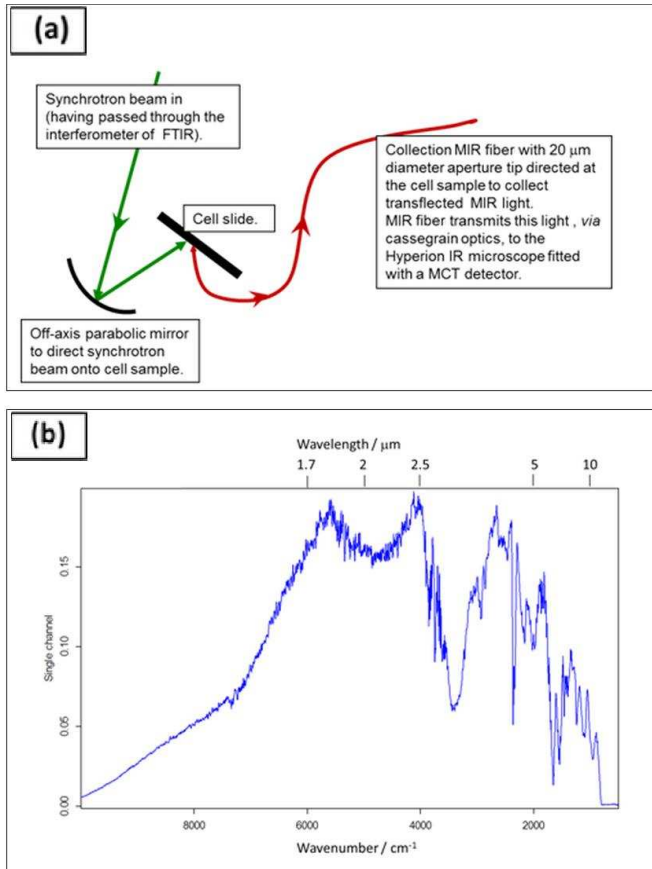 (a)
Synchrotron beam in
(having passed through the
interferometer of FTIR).
Cell slide.
Collection MIR fiber with 20 μm
diameter aperture tip directed at
the cell sample to collect
transflected MIR light.
MIR fiber transmits this light , via
cassegrain optics, to the
Hyperion IR microscope fitted
with a MCT detector.
Off-axis parabolic mirror
to direct synchrotron
beam onto cell sample.
(b)
Wavelength / μm
1.7 2 2.5 5 10
Single channel
0.15
0.10
0.05
0.00
8000 6000 4000 2000
Wavenumber / cm⁻¹